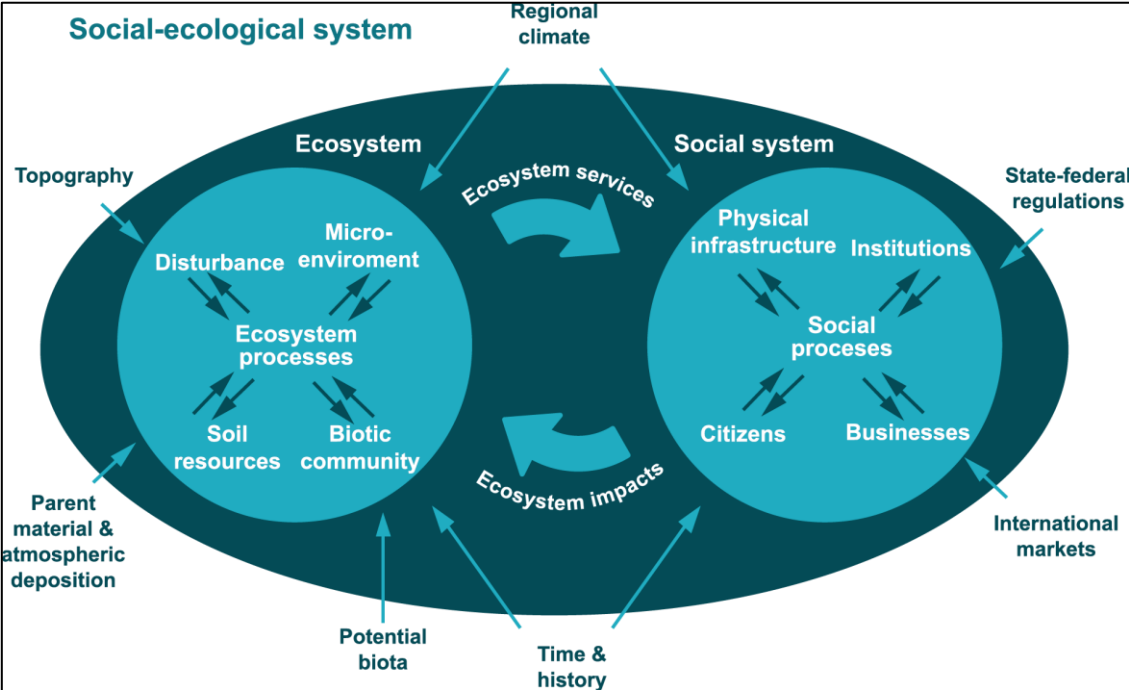 Regional
climate
Social-ecological system
Ecosystem
Social system
Ecosystem services
Topography
State-federal
regulations
Disturbance
Micro-
enviroment
Physical
infrastructure
Institutions
Ecosystem
processes
Social
proceses
Soil
resources
Biotic
community
Citizens
Businesses
Ecosystem impacts
Parent
material &
atmospheric
deposition
International
markets
Potential
biota
Time &
history